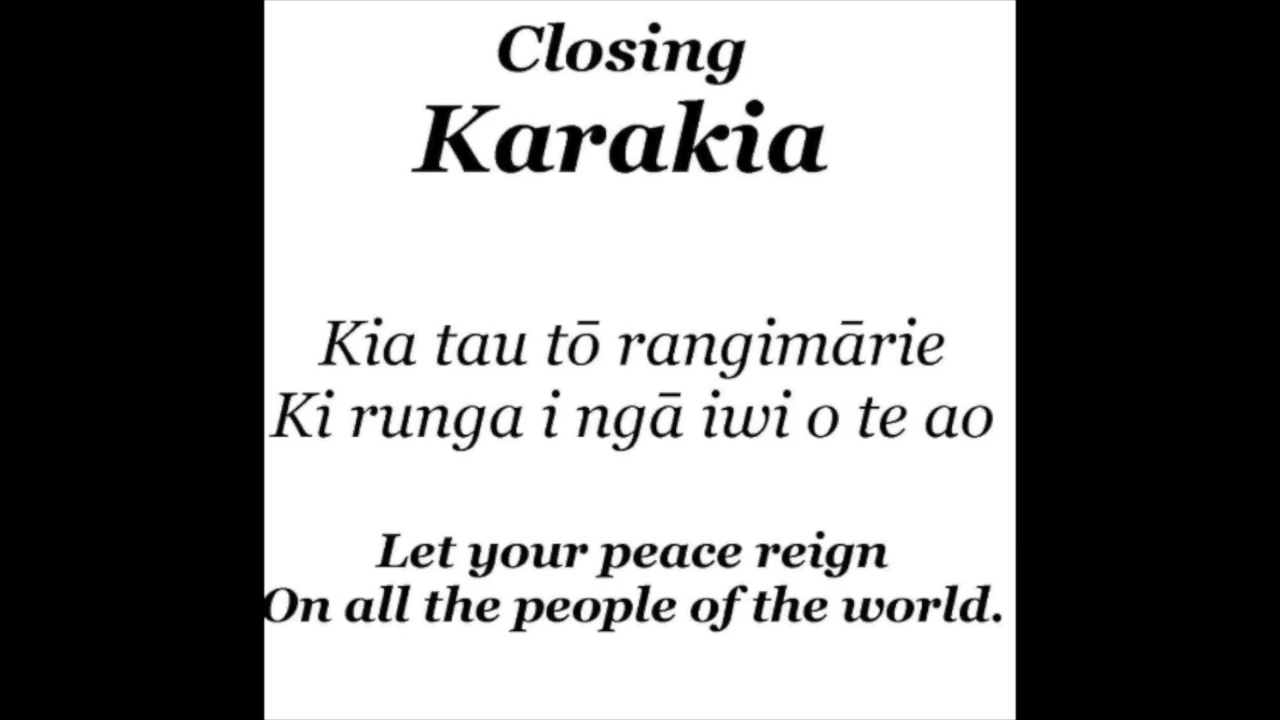 Closing
Karakia
Kia tau tō rangimārie
Ki runga i ngā iwi o te ao
Let your peace reign
On all the people of the world.